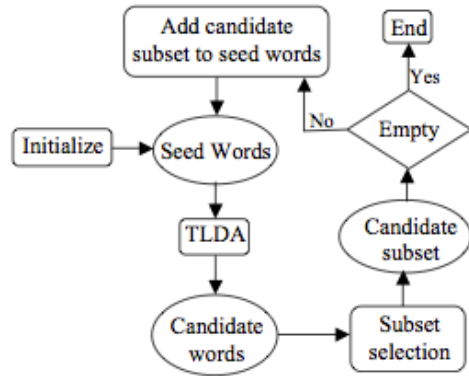 Add candidate
subset to seed words
End
Yes
No
Empty
Initialize
Seed Words
TLDA
Candidate
subset
Candidate
words
Subset
selection